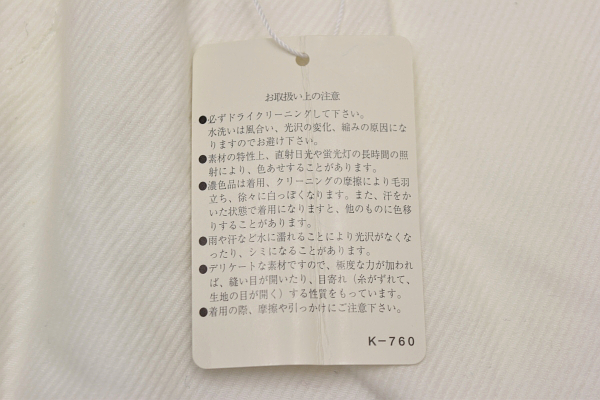 お取扱い上の注意
●必ずドライクリーニングして下さい。
水洗いは風合い、光沢の変化、縮みの原因にな
りますのでお避け下さい。
●素材の特性上、直射日光や蛍光灯の長時間の照
射により、色あせすることがあります。
●濃色品は着用、クリーニングの摩擦により毛羽
立ち、徐々に白っぽくなります。また、汗をか
いた状態で着用になりますと、他のものに色移
りすることがあります。
●雨や汗など水に濡れることにより光沢がなくな
ったり、シミになることがあります。
●デリケートな素材ですので、極度な力が加われ
ば、縫い目が開いたり、目寄れ（糸がずれて、
生地の目が開く）する性質をもっています。
●着用の際、摩擦や引っかけにご注意下さい。
K-760